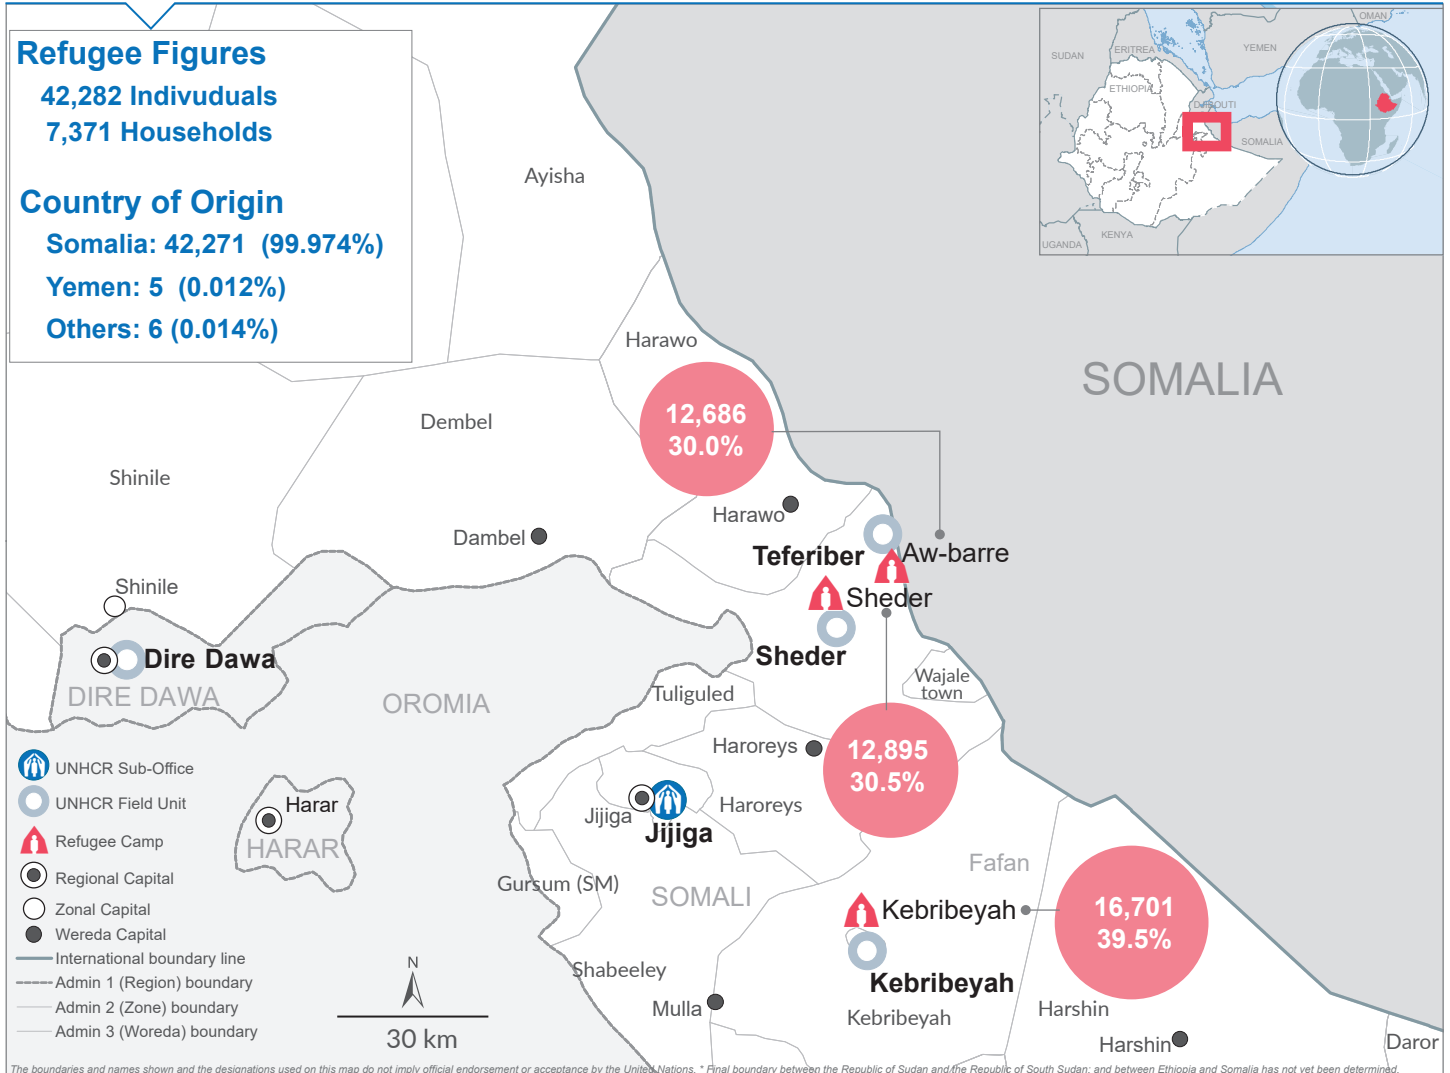 Refugee Figures
42,282 Indivuduals
7,371 Households
Country of Origin
Somalia: 42,271 (99.974%)
Yemen: 5 (0.012%)
Others: 6 (0.014%)
OMAN
SUDAN
ERITREA
YEMEN
ETHIOPIA
DJIBOUTI
SOMALIA
KENYA
UGANDA
Ayisha
Harawo
SOMALIA
12,686
30.0%
Dembel
Shinile
Harawo
Dambel
Teferiber
Aw-barre
Shinile
Sheder
Sheder
Dire Dawa
DIRE DAWA
OROMIA
Wajale
town
Tuliguled
Haroreys
12,895
30.5%
UNHCR Sub-Office
UNHCR Field Unit
Refugee Camp
Regional Capital
Zonal Capital
Wereda Capital
International boundary line
Admin 1 (Region) boundary
Admin 2 (Zone) boundary
Admin 3 (Woreda) boundary
Harar
HARAR
Jijiga
Jijiga
Haroreys
Fafan
Gursum (SM)
SOMALI
Kebribeyah
16,701
39.5%
Shabeeley
Kebribeyah
Mulla
Kebribeyah
Harshin
Harshin
Daror
N
30 km
The boundaries and names shown and the designations used on this map do not imply official endorsement or acceptance by the United Nations. * Final boundary between the Republic of Sudan and the Republic of South Sudan; and between Ethiopia and Somalia has not yet been determined.